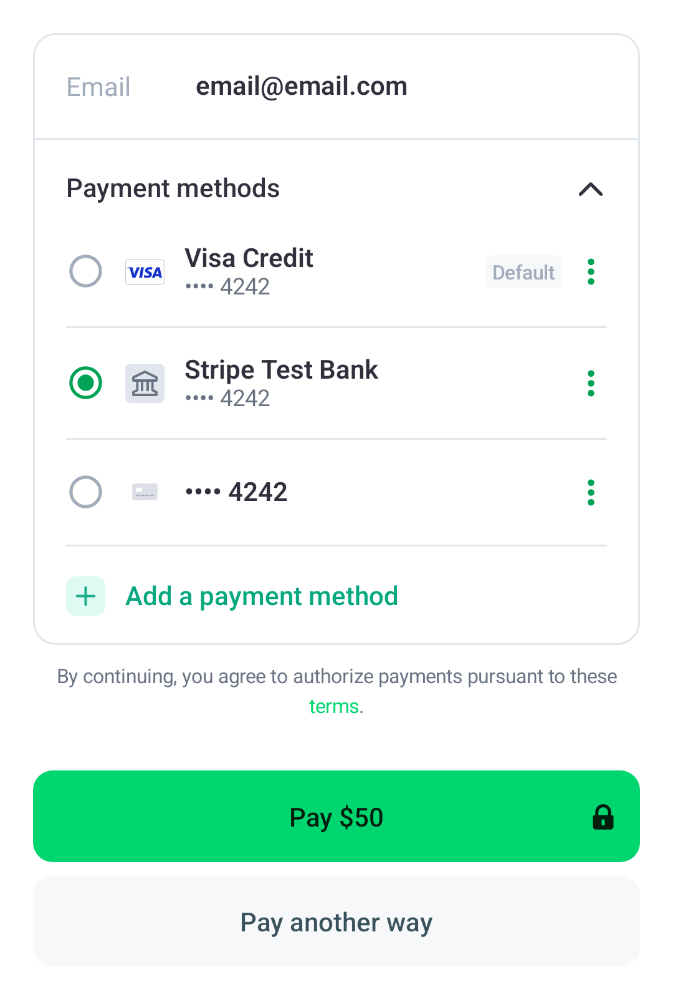 Email email@email.com
Payment methods
VISA Visa Credit Default
•••• 4242
Stripe Test Bank
•••• 4242
•••• 4242
Add a payment method
By continuing, you agree to authorize payments pursuant to these
terms.
Pay $50
Pay another way